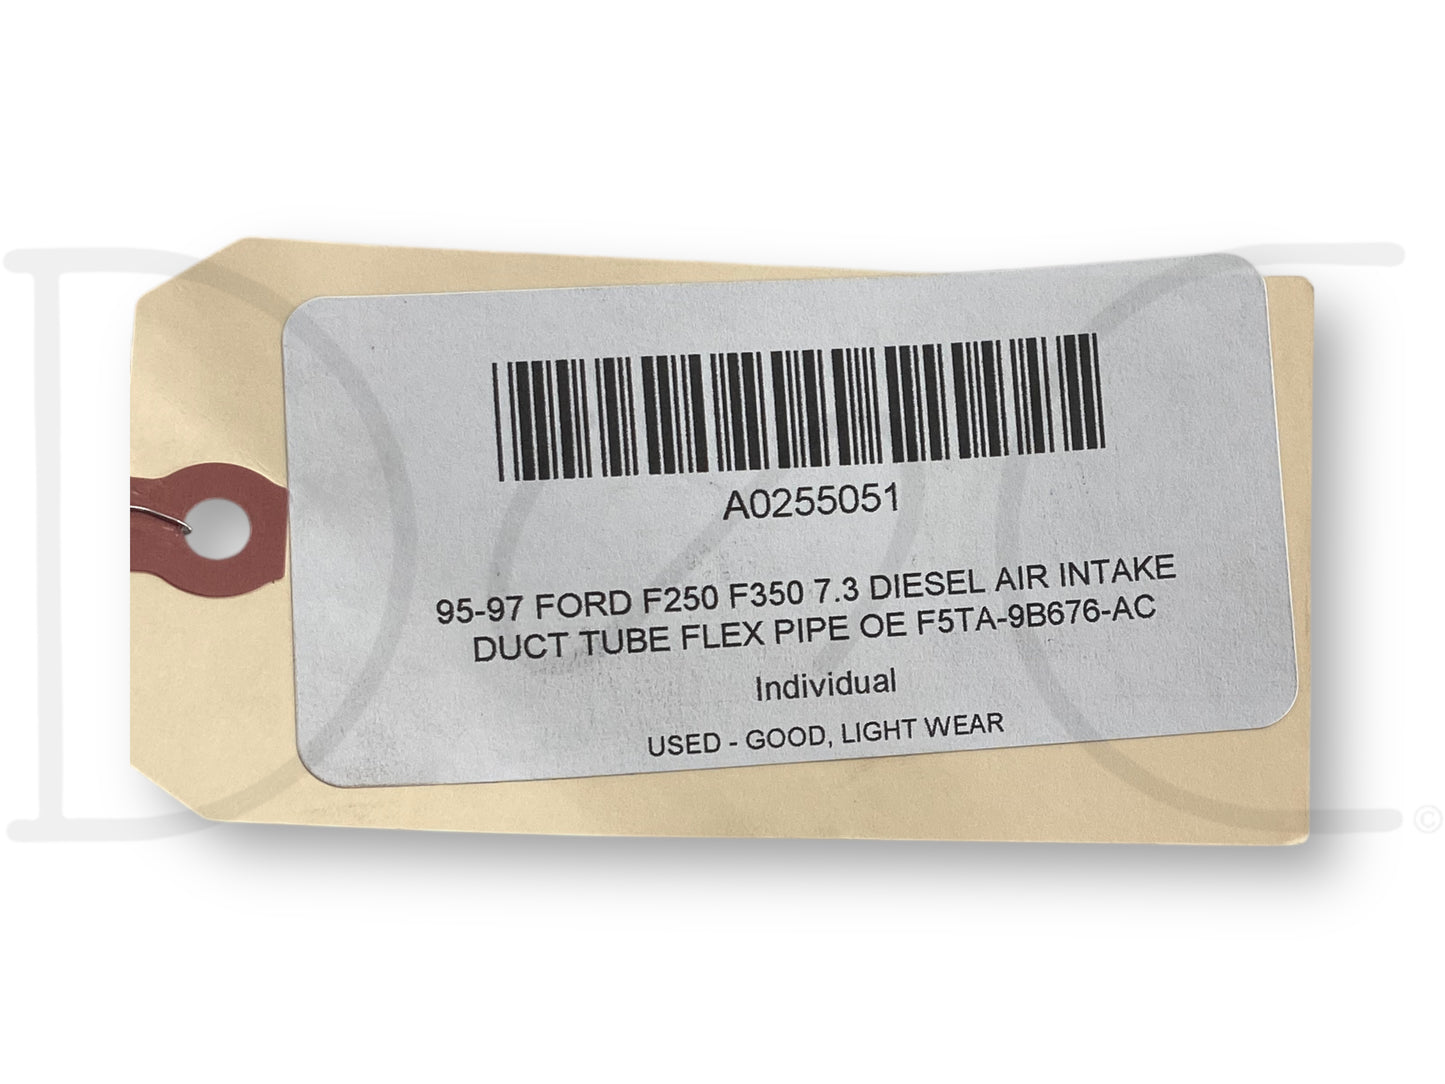 A0255051
95-97 FORD F250 F350 7.3 DIESEL AIR INTAKE
DUCT TUBE FLEX PIPE OE F5TA-9B676-AC
Individual
USED - GOOD, LIGHT WEAR
©